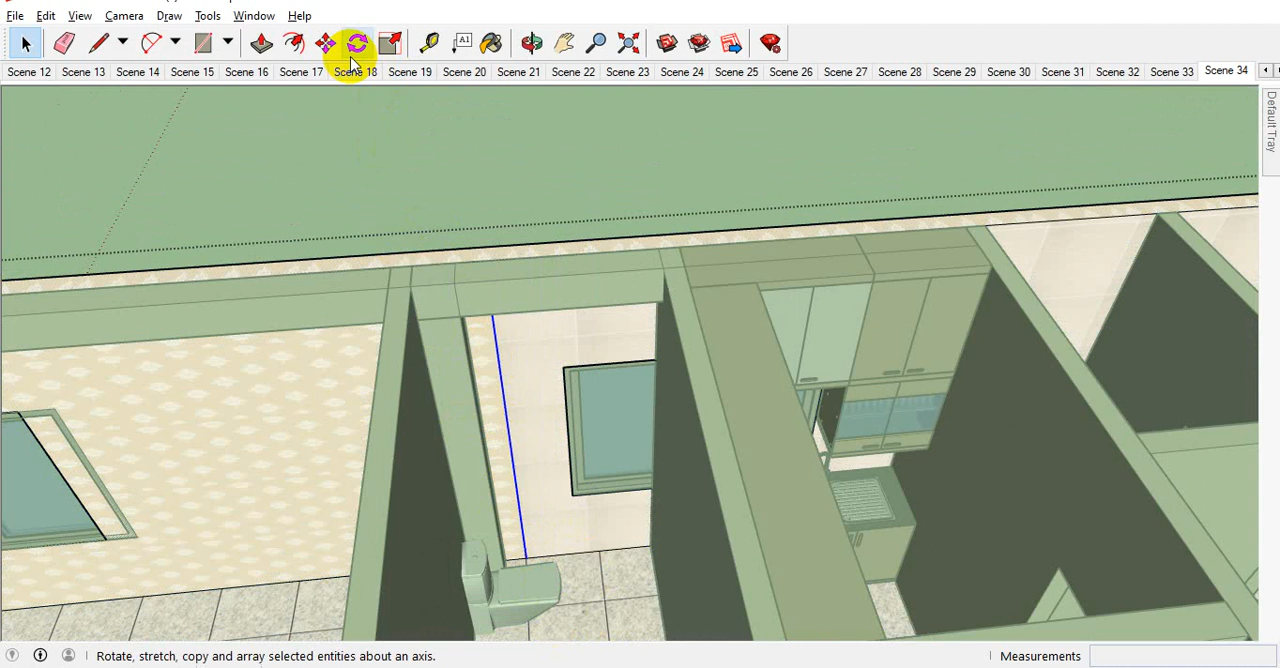 File Edit View Camera Draw Tools Window Help
A1
Scene 12 Scene 13 Scene 14 Scene 15 Scene 16 Scene 17 Scene 18 Scene 19 Scene 20 Scene 21 Scene 22 Scene 23 Scene 24 Scene 25 Scene 26 Scene 27 Scene 28 Scene 29 Scene 30 Scene 31 Scene 32 Scene 33 Scene 34
Default Tray
Rotate, stretch, copy and array selected entities about an axis. Measurements